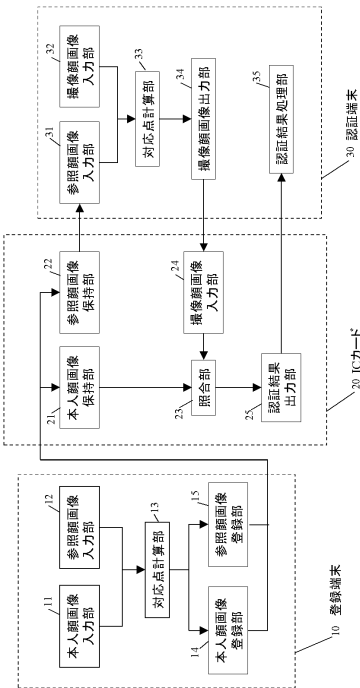 11
本人顔画像
入力部
12
参照顔画像
入力部
13
対応点計算部
14
本人顔画像
登録部
15
参照顔画像
登録部
10 登録端末
21
本人顔画像
保持部
22
参照顔画像
保持部
23
照合部
24
撮像顔画像
入力部
25
認証結果
出力部
20 ICカード
31
参照顔画像
入力部
32
撮像顔画像
入力部
33
対応点計算部
34
撮像顔画像出力部
35
認証結果処理部
30 認証端末